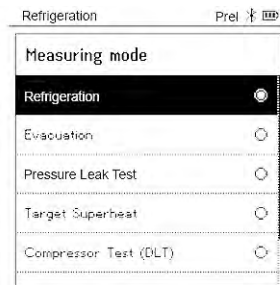 Refrigeration Prel
Measuring mode
Refrigeration
Evacuation
Pressure Leak Test
Target Superheat
Compressor Test (DLT)